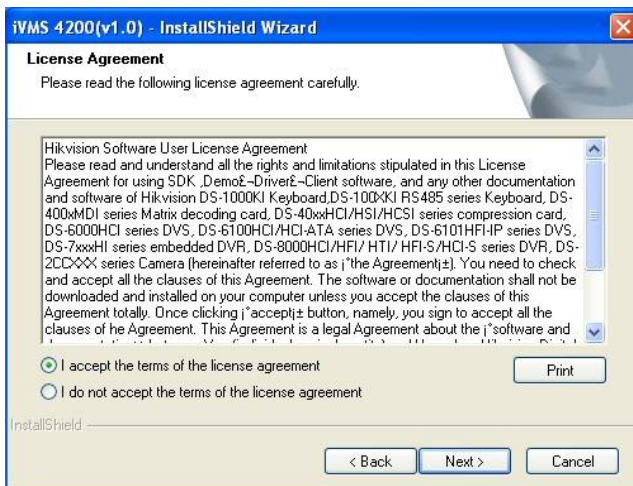 iVMS 4200(v1.0) - InstallShield Wizard
License Agreement
Please read the following license agreement carefully.
Hikvision Software User License Agreement
Please read and understand all the rights and limitations stipulated in this License
Agreement for using SDK ,Demo£¬Driver£¬Client software, and any other documentation
and software of Hikvision DS-1000KI Keyboard,DS-100XKI RS485 series Keyboard, DS-
400xMDI series Matrix decoding card, DS-40xxHCI/HSI/HCSI series compression card,
DS-6000HCI series DVS, DS-6100HCI/HCI-ATA series DVS, DS-6101HFI-IP series DVS,
DS-7xxxHI series embedded DVR, DS-8000HCI/HFI/ HTI/ HFI-S/HCI-S series DVR, DS-
2CCXXX series Camera (hereinafter referred to as ¡°the Agreement¡±). You need to check
and accept all the clauses of this Agreement. The software or documentation shall not be
downloaded and installed on your computer unless you accept the clauses of this
Agreement totally. Once clicking ¡°accept¡± button, namely, you sign to accept all the
clauses of he Agreement. This Agreement is a legal Agreement about the ¡°software and
I accept the terms of the license agreement
Print
I do not accept the terms of the license agreement
InstallShield
< Back
Next >
Cancel